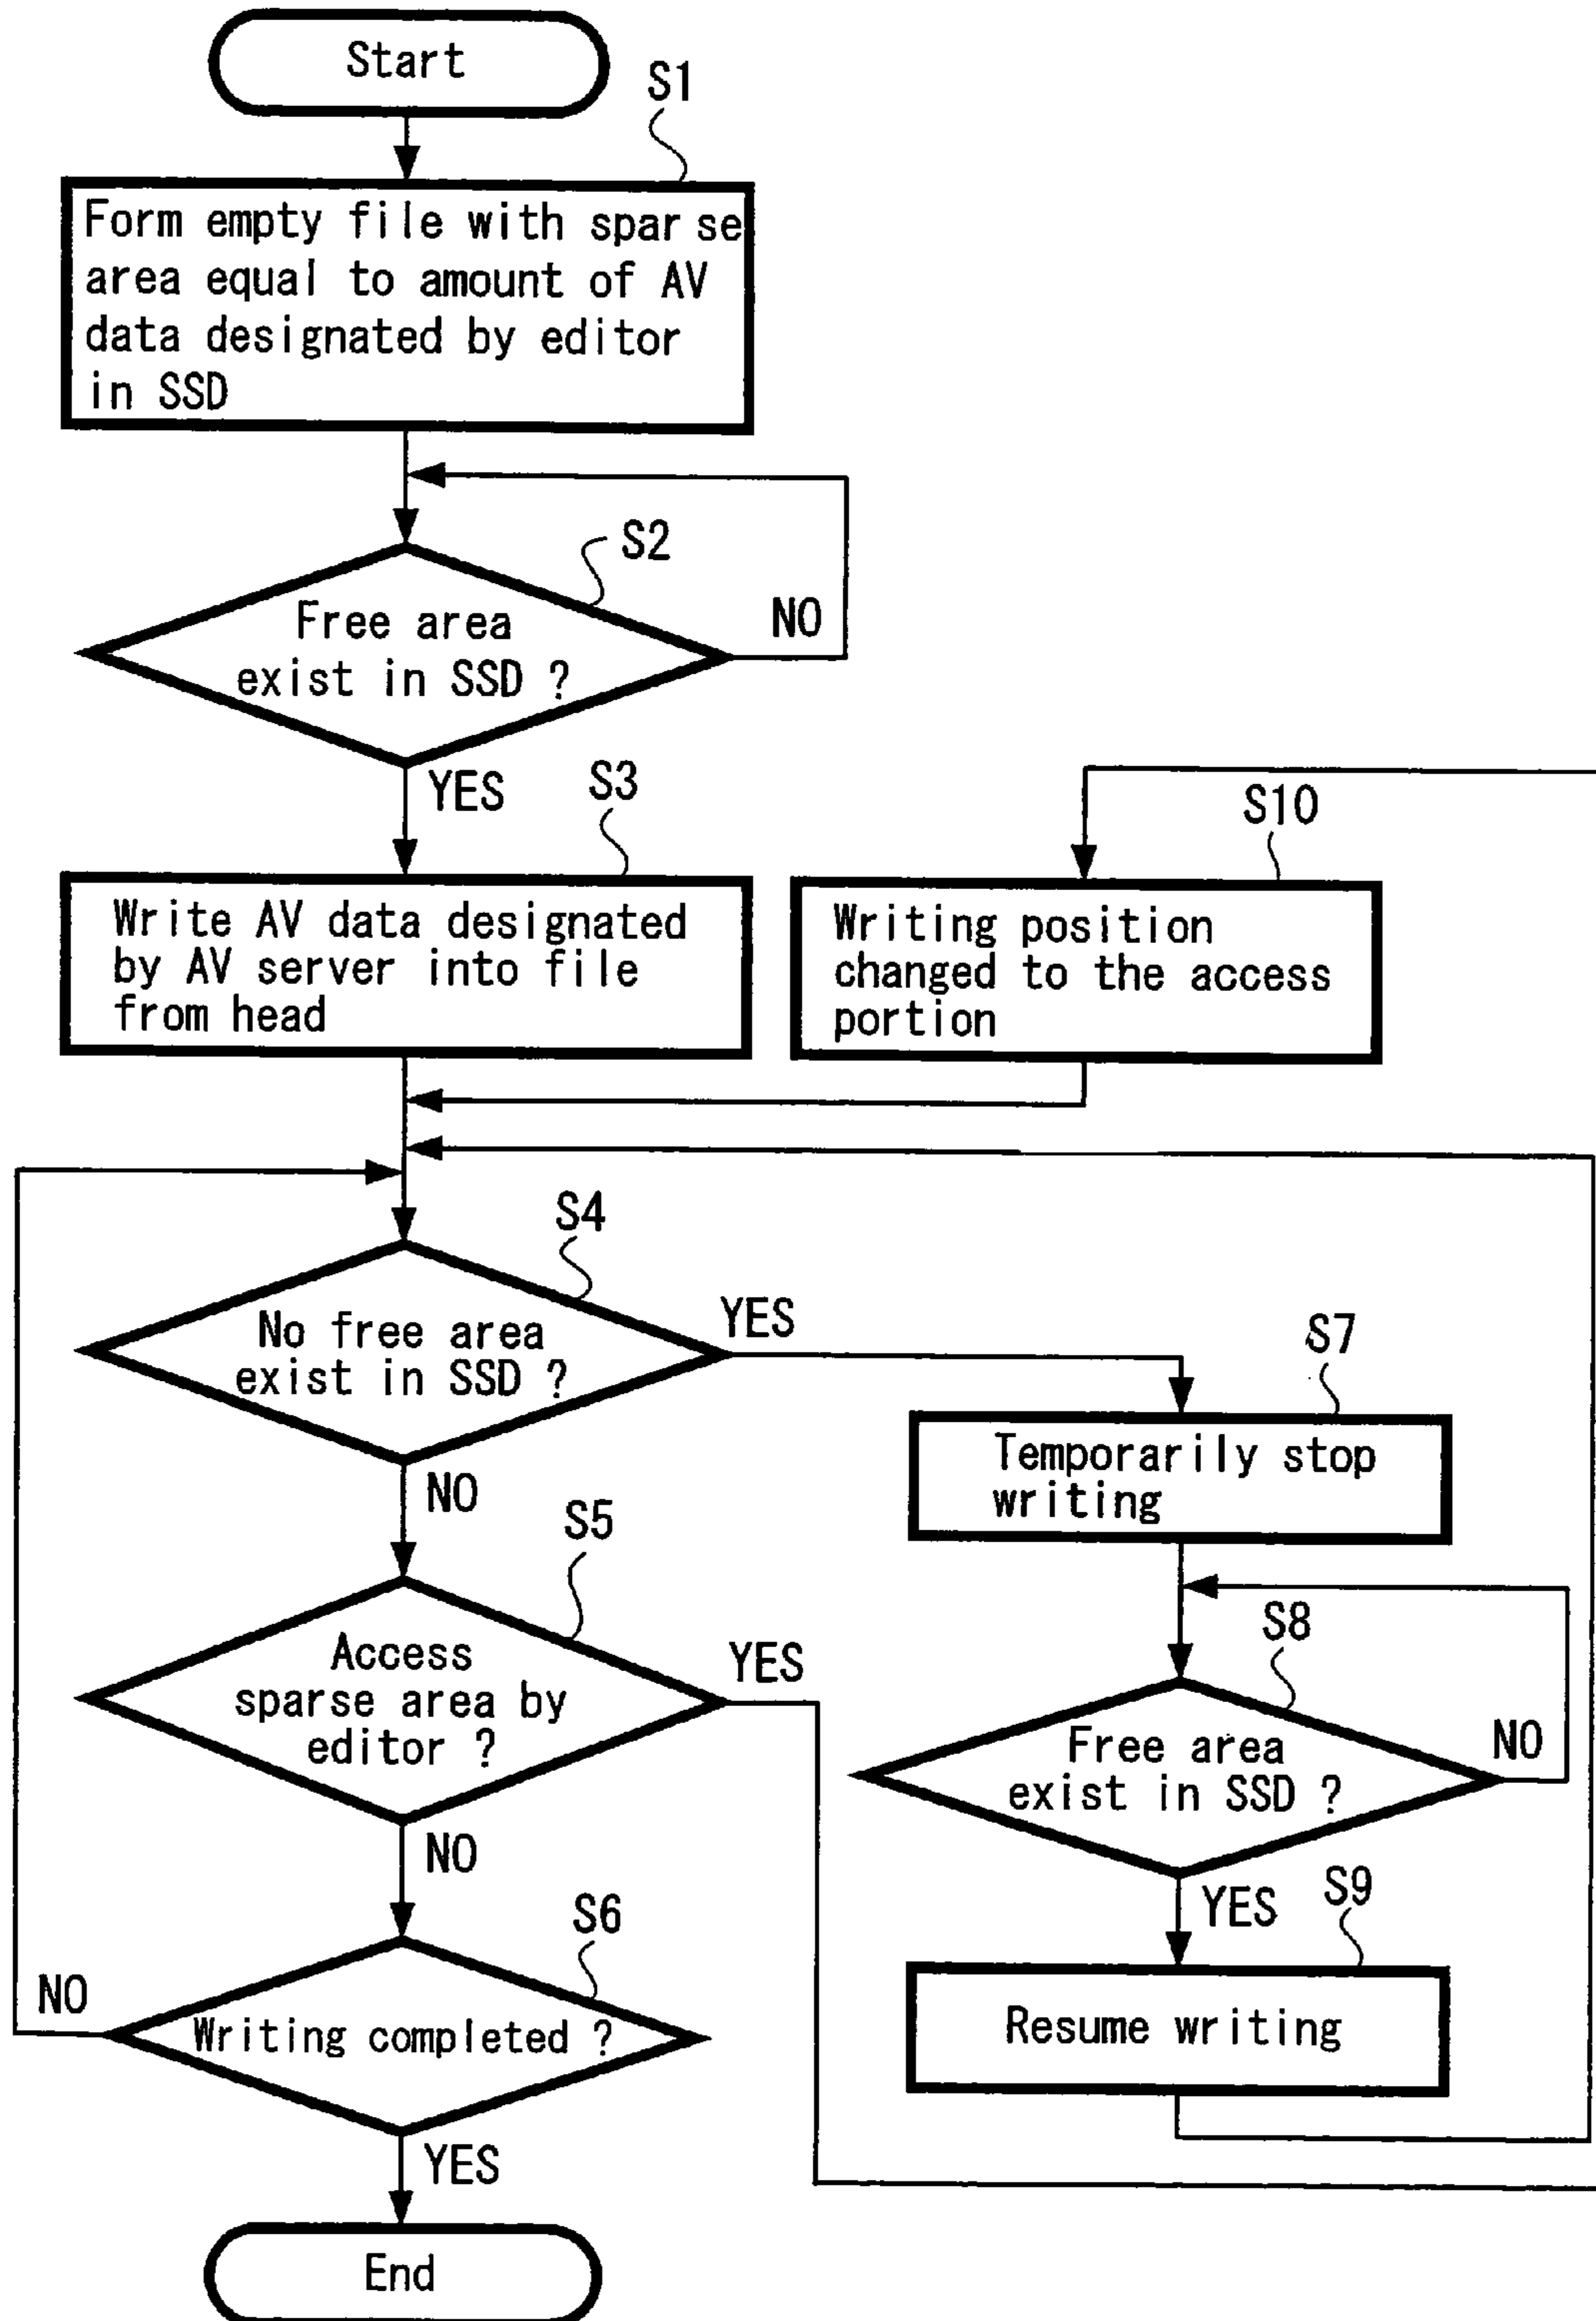 Start
S1
Form empty file with sparse
area equal to amount of AV
data designated by editor
in SSD
S2
Free area
exist in SSD ?
NO
YES
S3
Write AV data designated
by AV server into file
from head
S10
Writing position
changed to the access
portion
S4
No free area
exist in SSD ?
YES
NO
S7
Temporarily stop
writing
S5
Access
sparse area by
editor ?
YES
NO
S8
Free area
exist in SSD ?
NO
YES
S9
Resume writing
S6
Writing completed ?
NO
YES
End